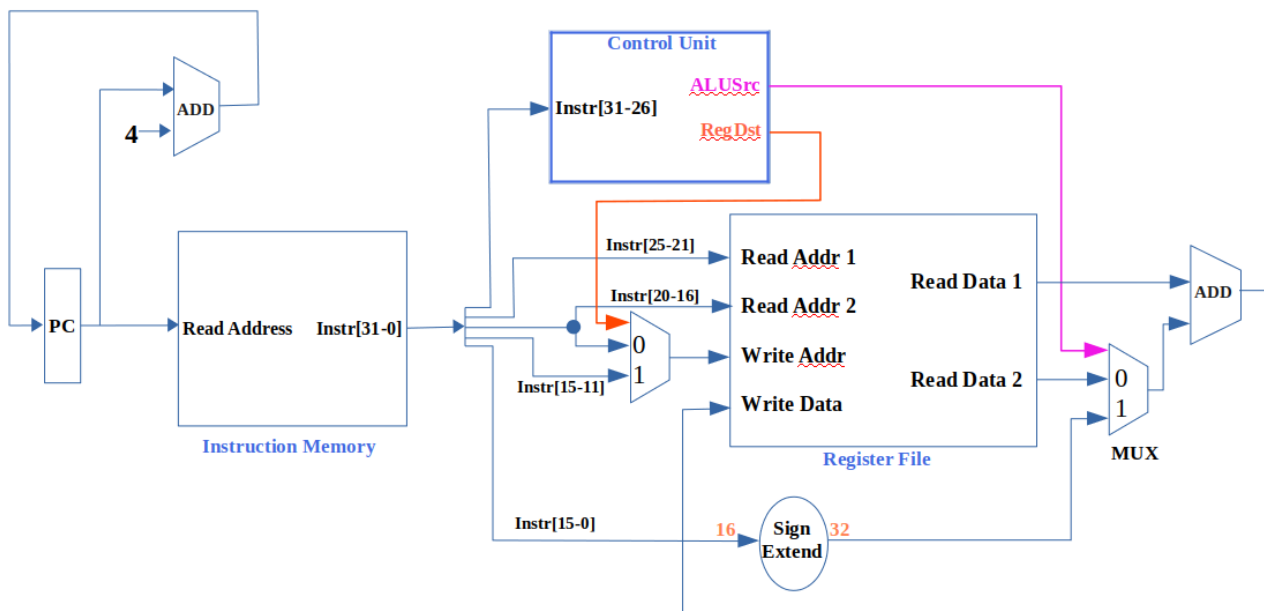 Control Unit
ALUSrc
Instr[31-26]
RegDst
ADD
4
Instr[25-21]
Read Addr 1
Read Data 1
ADD
Instr[20-16]
Read Addr 2
PC
Read Address
Instr[31-0]
0
1
Write Addr
Instr[15-11]
Read Data 2
0
1
Write Data
Instruction Memory
Register File
MUX
Instr[15-0]
16
Sign
Extend
32